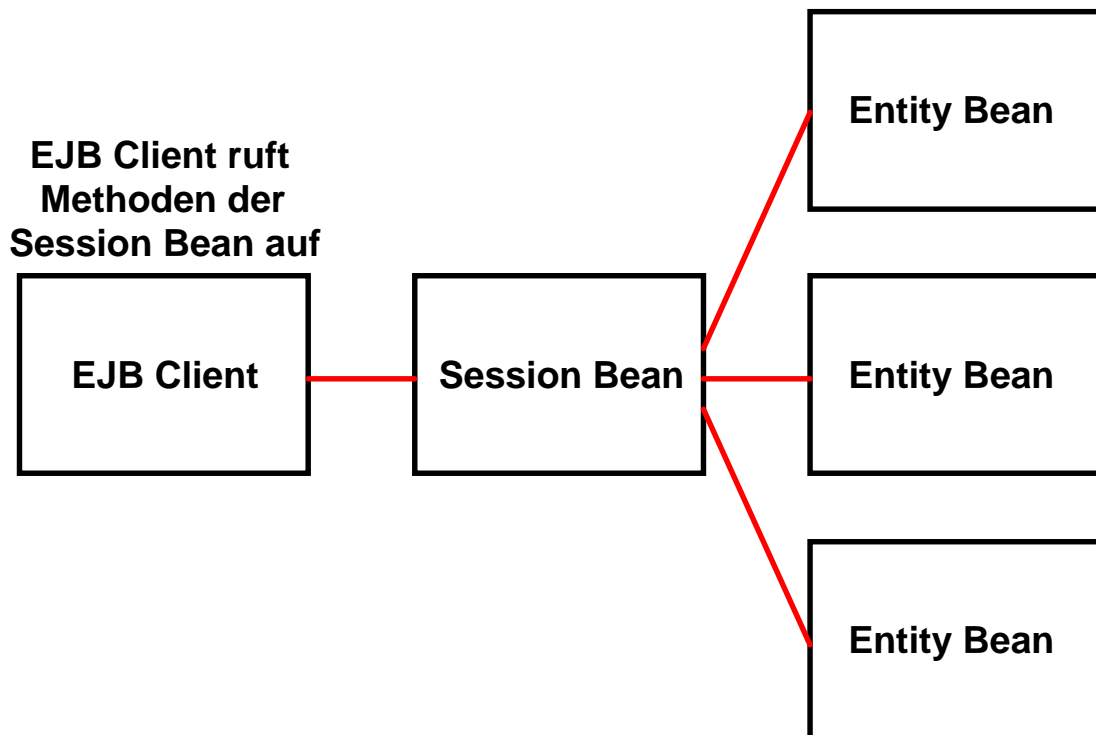 EJB Client ruft
Methoden der
Session Bean auf
EJB Client
Session Bean
Entity Bean
Entity Bean
Entity Bean